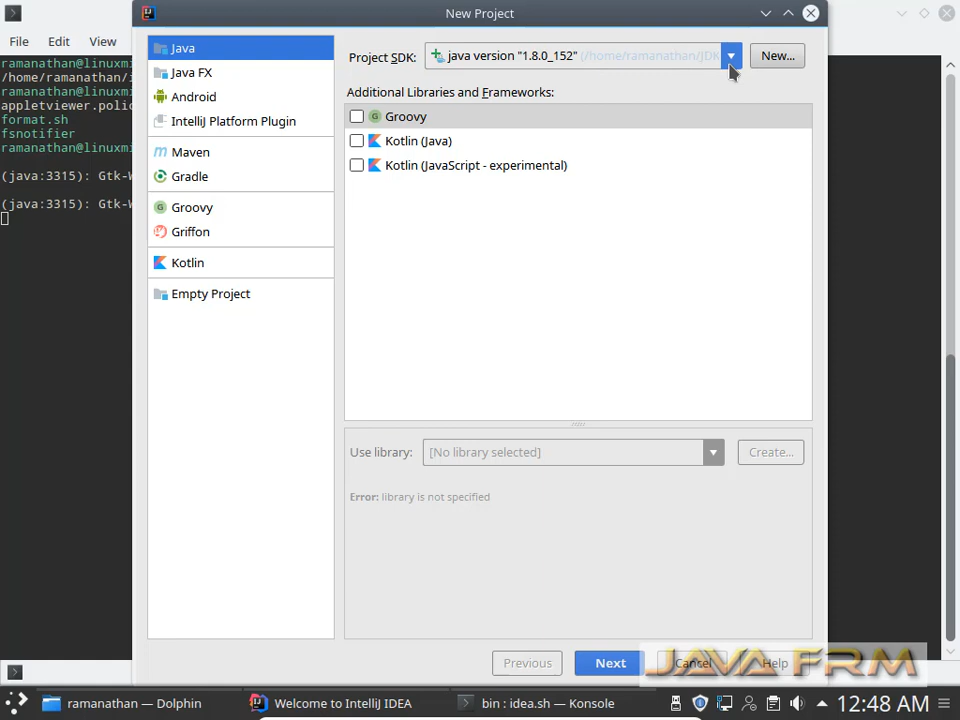 New Project
File Edit View
ramanathan@linuxmi
/home/ramanathan/i
appletviewer.polic
format.sh
fsnotifier
ramanathan@linuxmi
(java:3315): Gtk-W
(java:3315): Gtk-W
Java
Java FX
Android
IntelliJ Platform Plugin
Maven
Gradle
Groovy
Griffon
Kotlin
Empty Project
Project SDK: java version "1.8.0_152" (/home/ramanathan/JDK New...
Additional Libraries and Frameworks:
Groovy
Kotlin (Java)
Kotlin (JavaScript - experimental)
Use library: [No library selected] Create...
Error: library is not specified
Previous Next Cancel Help
JAVA FRM
ramanathan — Dolphin Welcome to IntelliJ IDEA bin : idea.sh — Konsole 12:48 AM